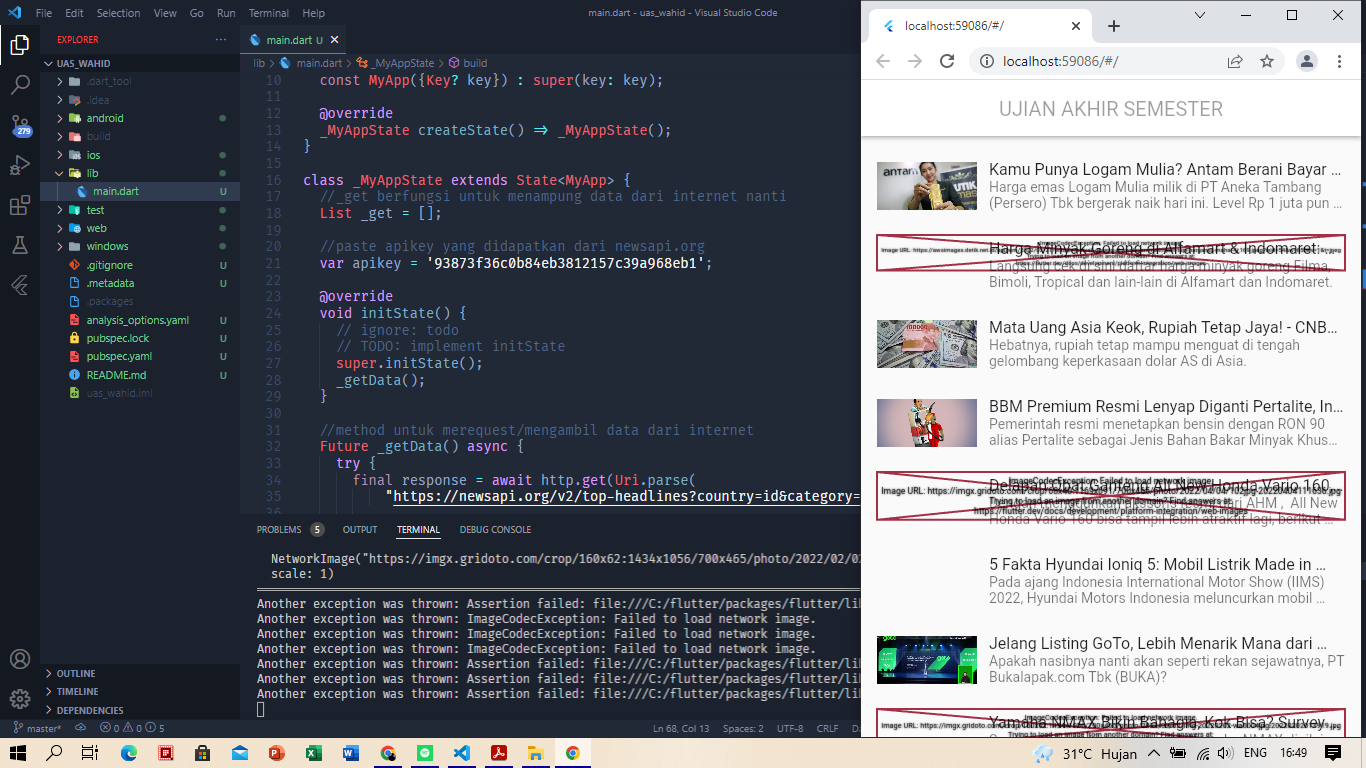 File Edit Selection View Go Run Terminal Help
main.dart - uas_wahid - Visual Studio Code
EXPLORER
UAS_WAHID
.dart_tool
.idea
android
build
ios
lib
main.dart U
test
web
windows
.gitignore U
.metadata U
.packages
analysis_options.yaml U
pubspec.lock U
pubspec.yaml U
README.md U
uas_wahid.iml
OUTLINE
TIMELINE
DEPENDENCIES
279
main.dart U
lib > main.dart > _MyAppState > build
10 const MyApp({Key? key}) : super(key: key);
11
12 @override
13 _MyAppState createState() => _MyAppState();
14 }
15
16 class _MyAppState extends State<MyApp> {
17 //_get berfungsi untuk menampung data dari internet nanti
18 List _get = [];
19
20 //paste apikey yang didapatkan dari newsapi.org
21 var apikey = '93873f36c0b84eb3812157c39a968eb1';
22
23 @override
24 void initState() {
25 // ignore: todo
26 // TODO: implement initState
27 super.initState();
28 _getData();
29 }
30
31 //method untuk merequest/mengambil data dari internet
32 Future _getData() async {
33 try {
34 final response = await http.get(Uri.parse(
35 "https://newsapi.org/v2/top-headlines?country=id&category=
36
PROBLEMS 5 OUTPUT TERMINAL DEBUG CONSOLE
NetworkImage("https://imgx.gridoto.com/crop/160x62:1434x1056/700x465/photo/2022/02/0
scale: 1)
Another exception was thrown: Assertion failed: file:///C:/flutter/packages/flutter/li
Another exception was thrown: ImageCodecException: Failed to load network image.
Another exception was thrown: ImageCodecException: Failed to load network image.
Another exception was thrown: ImageCodecException: Failed to load network image.
Another exception was thrown: Assertion failed: file:///C:/flutter/packages/flutter/li
Another exception was thrown: Assertion failed: file:///C:/flutter/packages/flutter/li
Another exception was thrown: Assertion failed: file:///C:/flutter/packages/flutter/li
master* 0 0 5
Ln 68, Col 13 Spaces: 2 UTF-8 CRLF
localhost:59086/#/
localhost:59086/#/
UJIAN AKHIR SEMESTER
Kamu Punya Logam Mulia? Antam Berani Bayar ...
Harga emas Logam Mulia milik di PT Aneka Tambang
(Persero) Tbk bergerak naik hari ini. Level Rp 1 juta pun ...
Harga Minyak Goreng di Alfamart & Indomaret: ...
Langsung cek di sini daftar harga minyak goreng Filma,
Bimoli, Tropical dan lain-lain di Alfamart dan Indomaret.
Mata Uang Asia Keok, Rupiah Tetap Jaya! - CNB...
Hebatnya, rupiah tetap mampu menguat di tengah
gelombang keperkasaan dolar AS di Asia.
BBM Premium Resmi Lenyap Diganti Pertalite, In...
Pemerintah resmi menetapkan bensin dengan RON 90
alias Pertalite sebagai Jenis Bahan Bakar Minyak Khus...
ImageCodecException: Failed to load network image.
Delapan Obat Ganteng All New Honda Vario 160
Trying to load an image from another domain? Find answers at:
https://flutter.dev/docs/development/platform-integration/web-images
Honda Vario 160 bisa tampil lebih atraktif lagi, berikut ...
5 Fakta Hyundai Ioniq 5: Mobil Listrik Made in ...
Pada ajang Indonesia International Motor Show (IIMS)
2022, Hyundai Motors Indonesia meluncurkan mobil ...
Jelang Listing GoTo, Lebih Menarik Mana dari ...
Apakah nasibnya nanti akan seperti rekan sejawatnya, PT
Bukalapak.com Tbk (BUKA)?
ImageCodecException: Failed to load network image.
31°C Hujan ENG 16:49